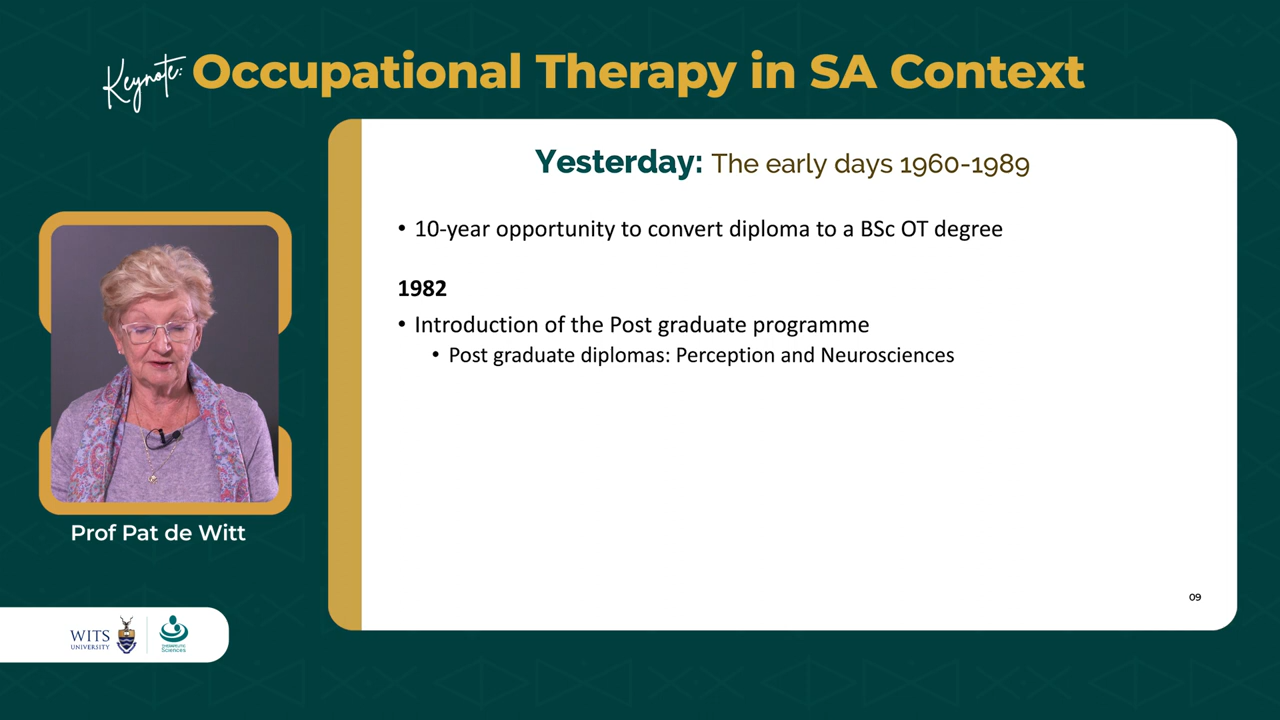 Keynote: Occupational Therapy in SA Context
Yesterday: The early days 1960-1989
• 10-year opportunity to convert diploma to a BSc OT degree
1982
• Introduction of the Post graduate programme
• Post graduate diplomas: Perception and Neurosciences
Prof Pat de Witt
09
WITS
UNIVERSITY
THERAPEUTIC
Sciences